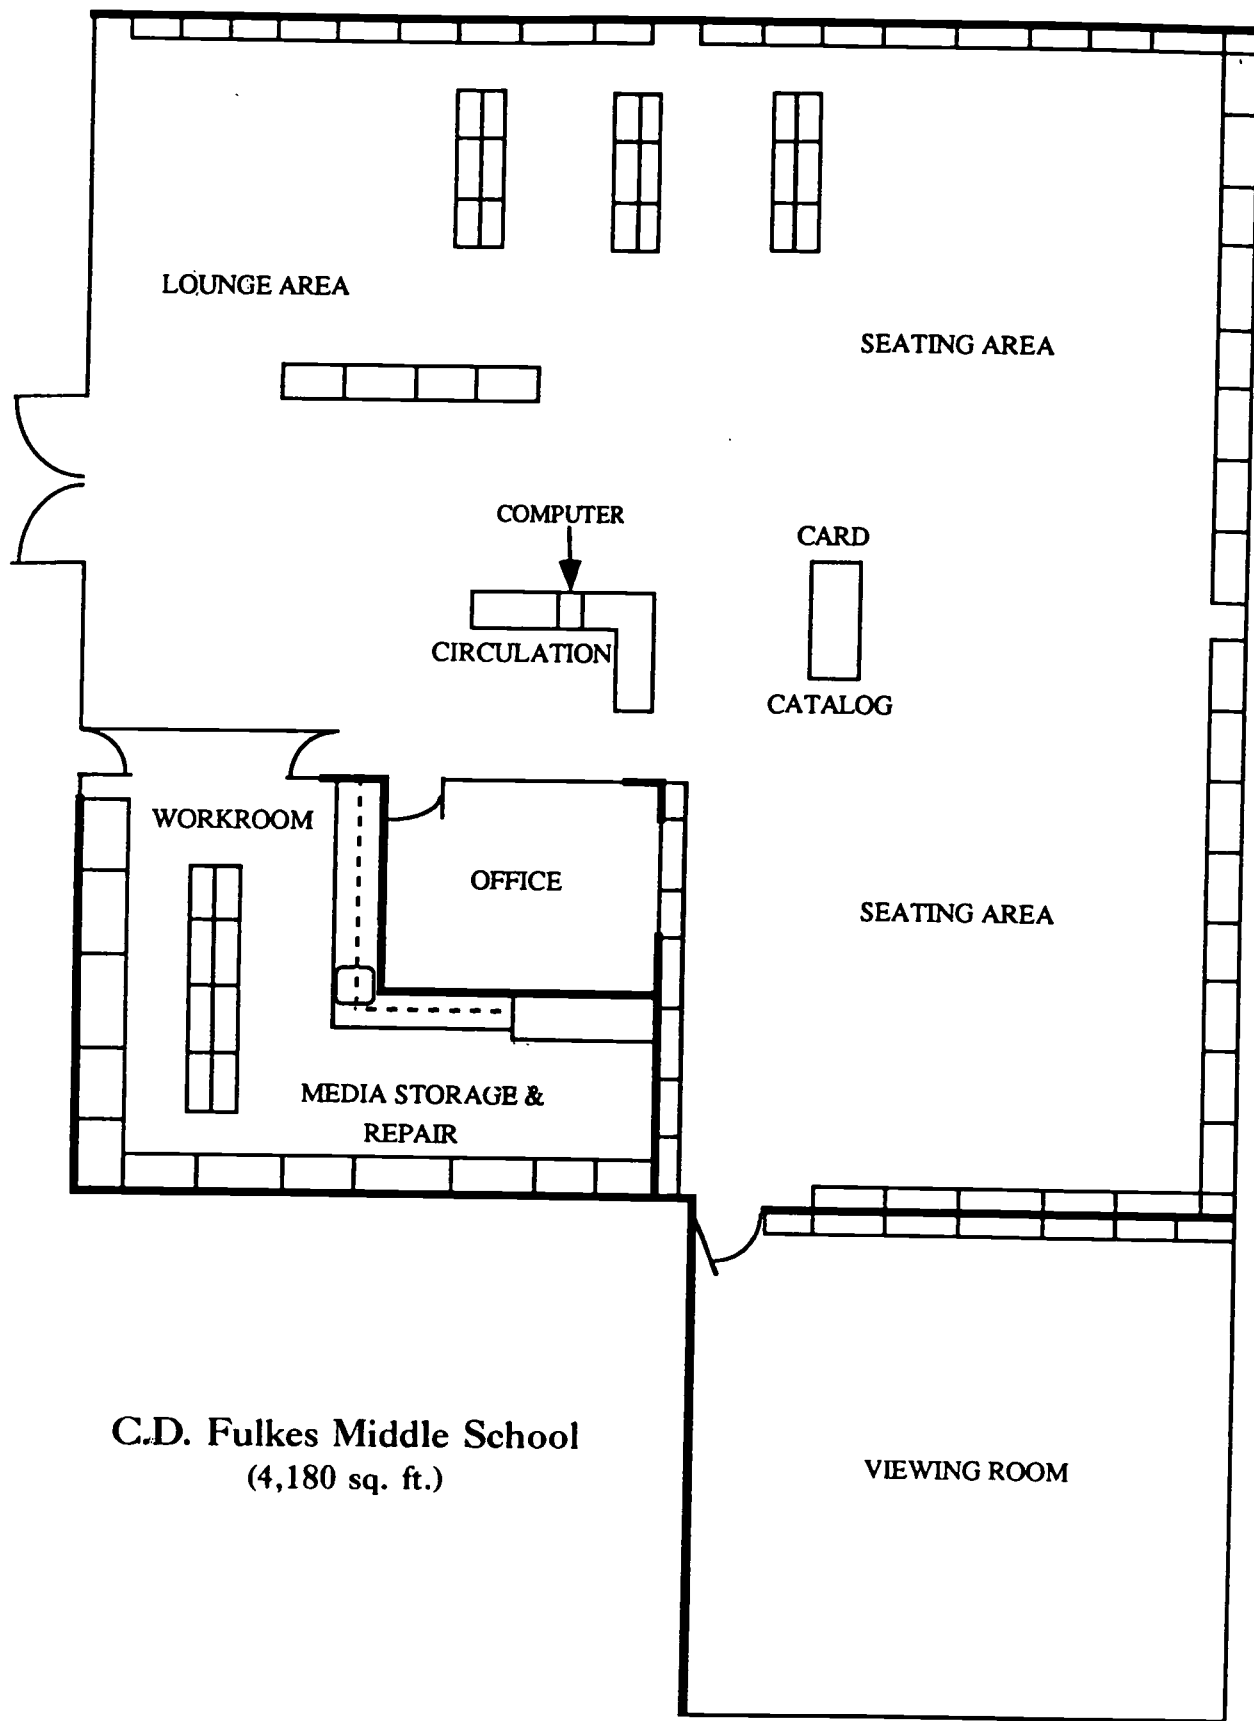 LOUNGE AREA
SEATING AREA
COMPUTER
CARD
CIRCULATION
CATALOG
WORKROOM
OFFICE
SEATING AREA
MEDIA STORAGE &
REPAIR
C.D. Fulkes Middle School
(4,180 sq. ft.)
VIEWING ROOM